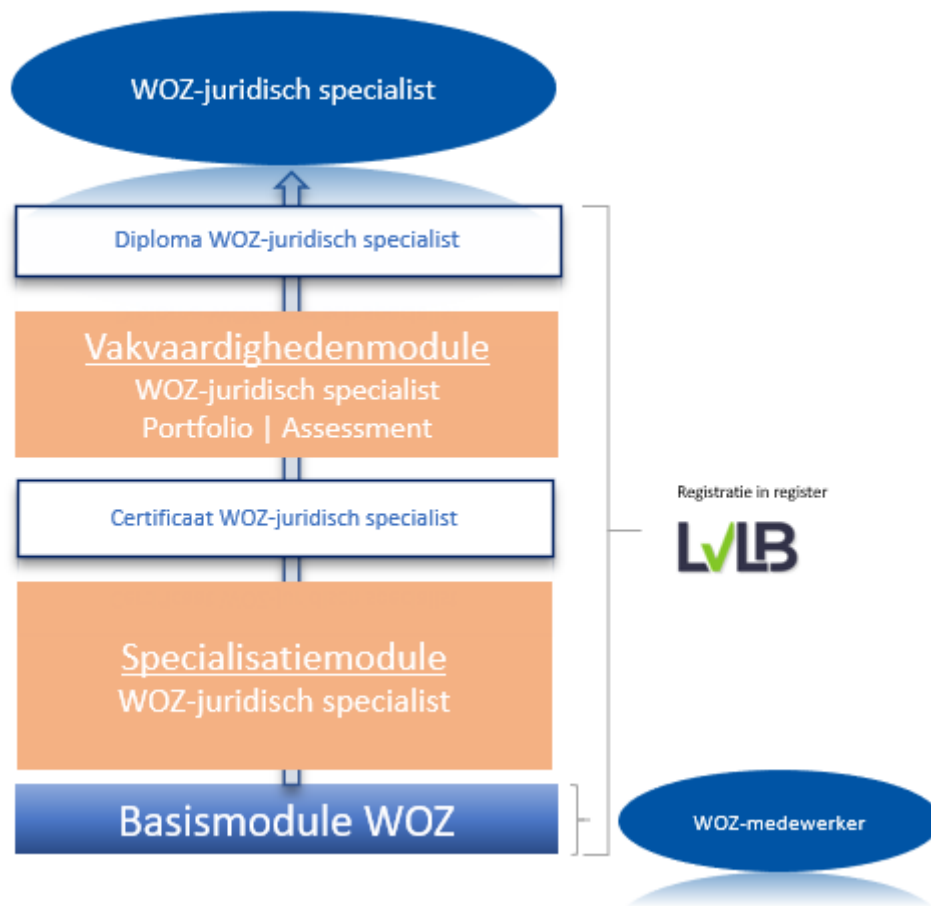 WOZ-juridisch specialist
Diploma WOZ-juridisch specialist
Vakvaardighedenmodule
WOZ-juridisch specialist
Portfolio | Assessment
Certificaat WOZ-juridisch specialist
Registratie in register
LVLB
Specialisatiemodule
WOZ-juridisch specialist
Basismodule WOZ
WOZ-medewerker